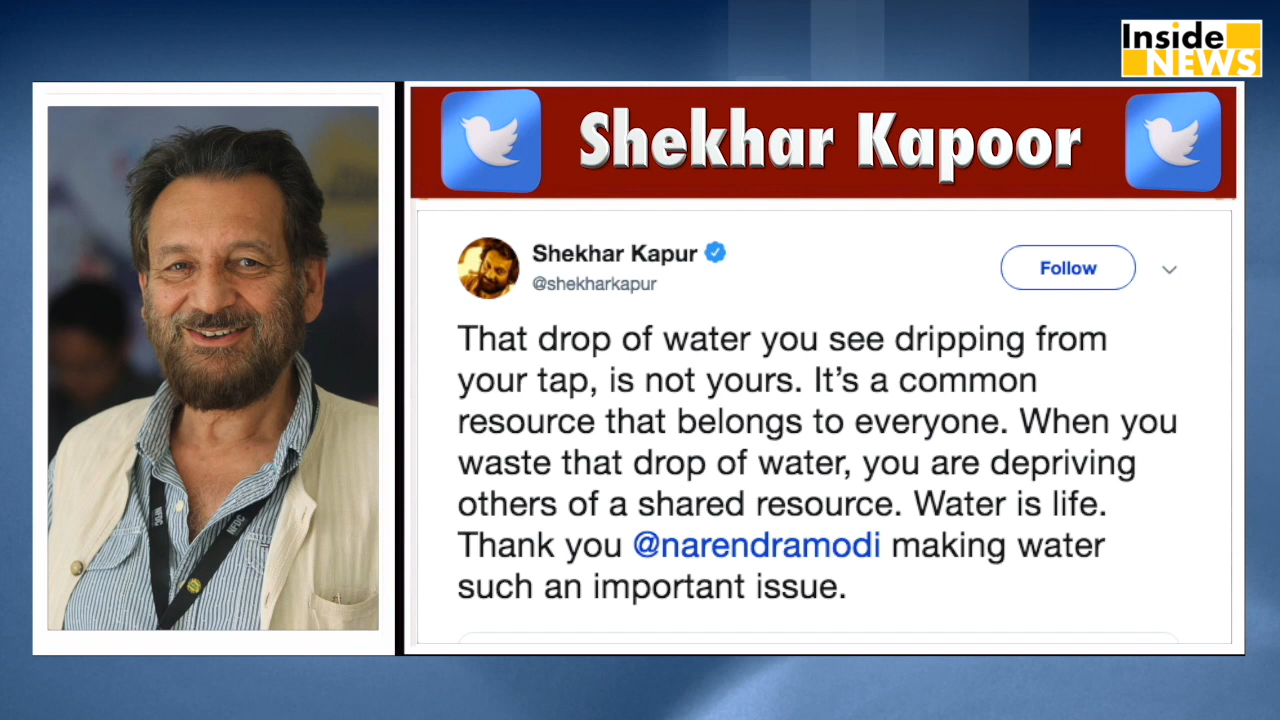 Inside
NEWS
Shekhar Kapoor
Shekhar Kapur
@shekharkapur
Follow
That drop of water you see dripping from
your tap, is not yours. It’s a common
resource that belongs to everyone. When you
waste that drop of water, you are depriving
others of a shared resource. Water is life.
Thank you @narendramodi making water
such an important issue.
NFDC
NFDC